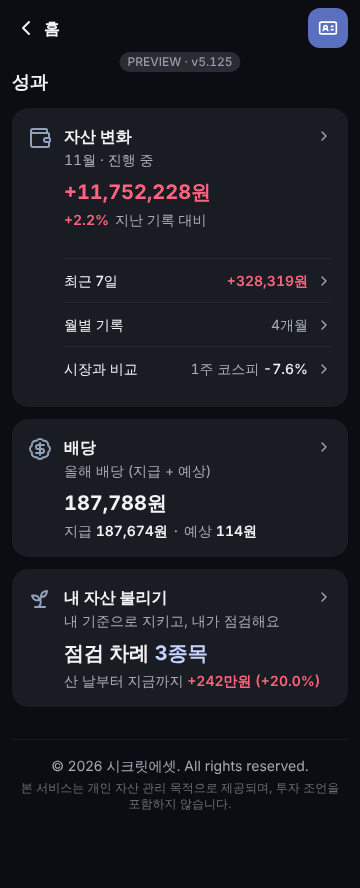 홈
PREVIEW · v5.125
성과
자산 변화
11월 · 진행 중
+11,752,228원
+2.2% 지난 기록 대비
최근 7일 +328,319원
월별 기록 4개월
시장과 비교 1주 코스피 -7.6%
배당
올해 배당 (지급 + 예상)
187,788원
지급 187,674원 · 예상 114원
내 자산 불리기
내 기준으로 지키고, 내가 점검해요
점검 차례 3종목
산 날부터 지금까지 +242만원 (+20.0%)
© 2026 시크릿에셋. All rights reserved.
본 서비스는 개인 자산 관리 목적으로 제공되며, 투자 조언을
포함하지 않습니다.